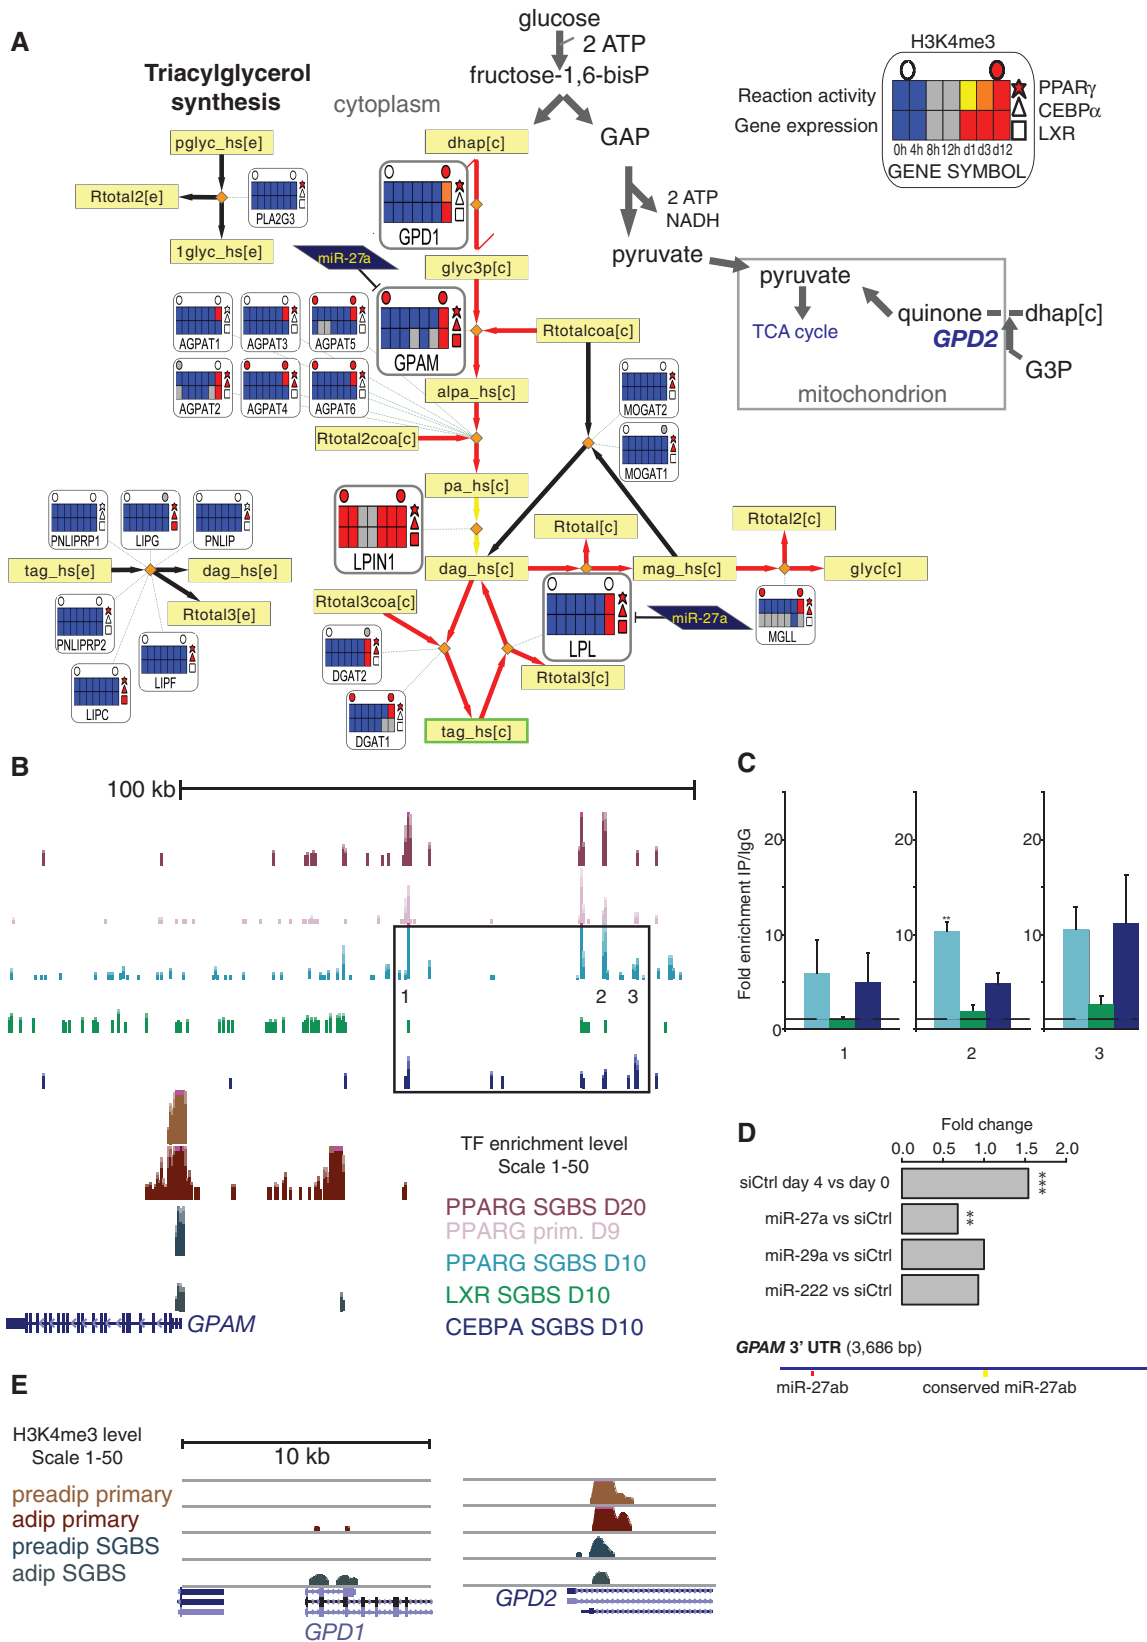 A
glucose
2 ATP
fructose-1,6-bisP
GAP
2 ATP
NADH
pyruvate
pyruvate
TCA cycle
quinone
dhap[c]
GPD2
G3P
mitochondrion
H3K4me3
Reaction activity
Gene expression
PPARγ
CEBPα
LXR
0h 4h 8h 12h d1 d3 d12
GENE SYMBOL
Triacylglycerol
synthesis
cytoplasm
pglyc_hs[e]
dhap[c]
Rtotal2[e]
PLA2G3
GPD1
1glyc_hs[e]
miR-27a
glyc3p[c]
AGPAT1
AGPAT3
AGPAT5
GPAM
Rtotalcoa[c]
AGPAT2
AGPAT4
AGPAT6
alpa_hs[c]
MOGAT2
Rtotal2coa[c]
MOGAT1
pa_hs[c]
PNLIPRP1
LIPG
PNLIP
LPIN1
Rtotal[c]
Rtotal2[c]
tag_hs[e]
dag_hs[e]
dag_hs[c]
mag_hs[c]
glyc[c]
Rtotal3[e]
Rtotal3coa[c]
LPL
miR-27a
MGLL
PNLIPRP2
LIPF
DGAT2
Rtotal3[c]
LIPC
DGAT1
tag_hs[c]
B
100 kb
1
2
3
TF enrichment level
Scale 1-50
PPARG SGBS D20
PPARG prim. D9
PPARG SGBS D10
LXR SGBS D10
CEBPA SGBS D10
GPAM
C
Fold enrichment IP/IgG
20
10
0
1
20
10
**
2
20
10
3
D
Fold change
0.0 0.5 1.0 1.5 2.0
siCtrl day 4 vs day 0
***
miR-27a vs siCtrl
**
miR-29a vs siCtrl
miR-222 vs siCtrl
GPAM 3' UTR (3,686 bp)
miR-27ab
conserved miR-27ab
E
H3K4me3 level
Scale 1-50
10 kb
preadip primary
adip primary
preadip SGBS
adip SGBS
GPD1
GPD2